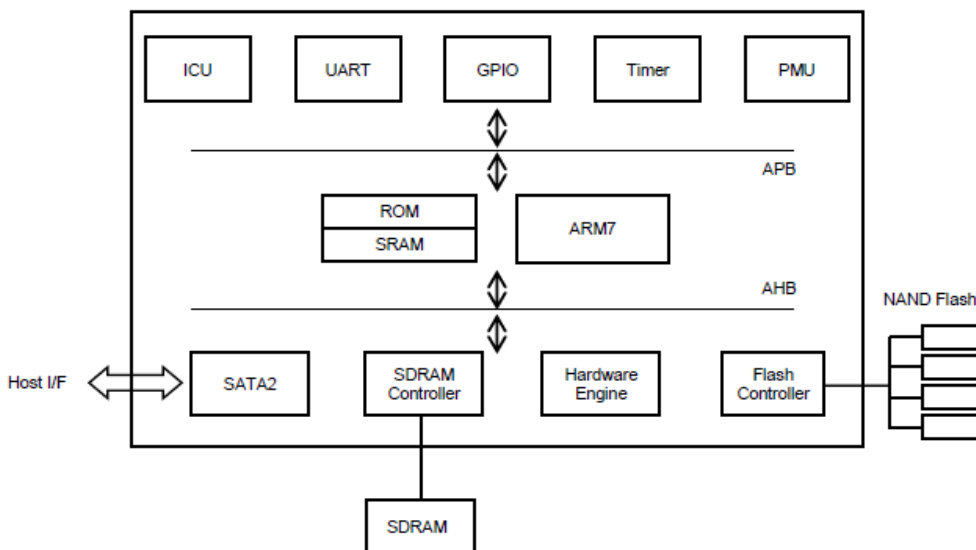 ICU
UART
GPIO
Timer
PMU
APB
ROM
SRAM
ARM7
AHB
NAND Flash
Host I/F
SATA2
SDRAM
Controller
Hardware
Engine
Flash
Controller
SDRAM